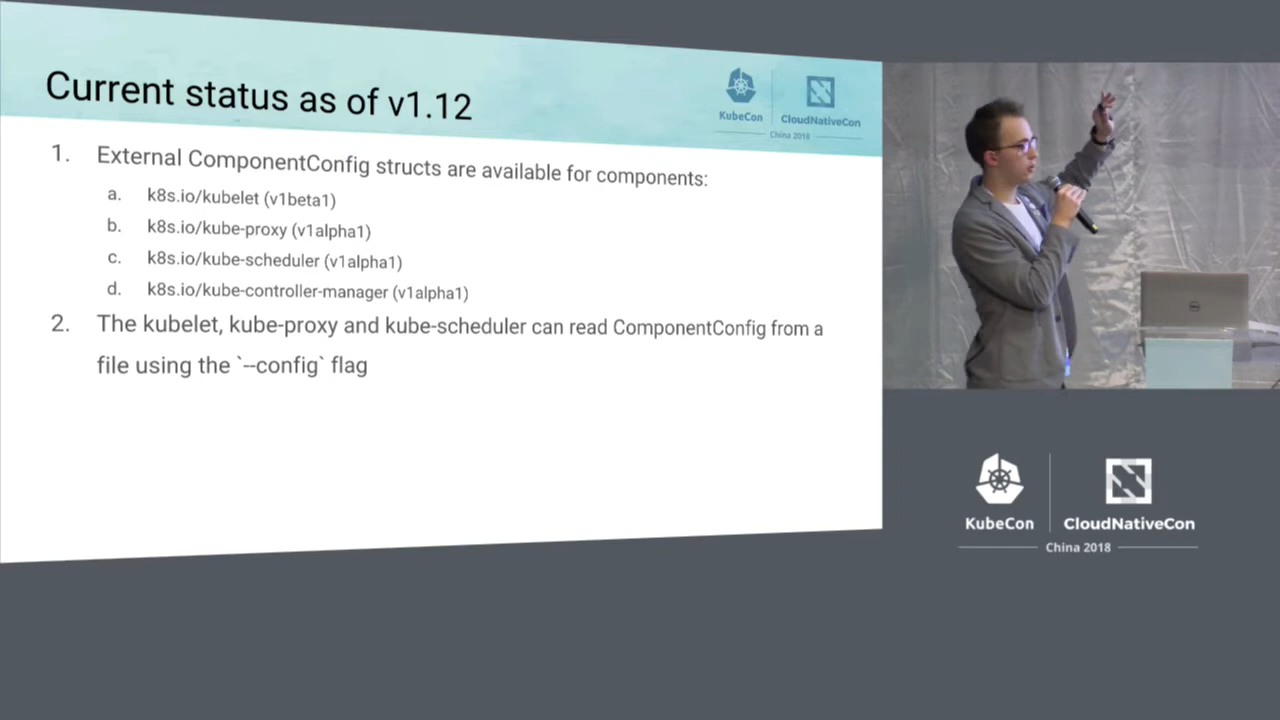 Current status as of v1.12
KubeCon
CloudNativeCon
China 2018
1. External ComponentConfig structs are available for components:
a. k8s.io/kubelet (v1beta1)
b. k8s.io/kube-proxy (v1alpha1)
c. k8s.io/kube-scheduler (v1alpha1)
d. k8s.io/kube-controller-manager (v1alpha1)
2. The kubelet, kube-proxy and kube-scheduler can read ComponentConfig from a
file using the `--config` flag
KubeCon
CloudNativeCon
China 2018